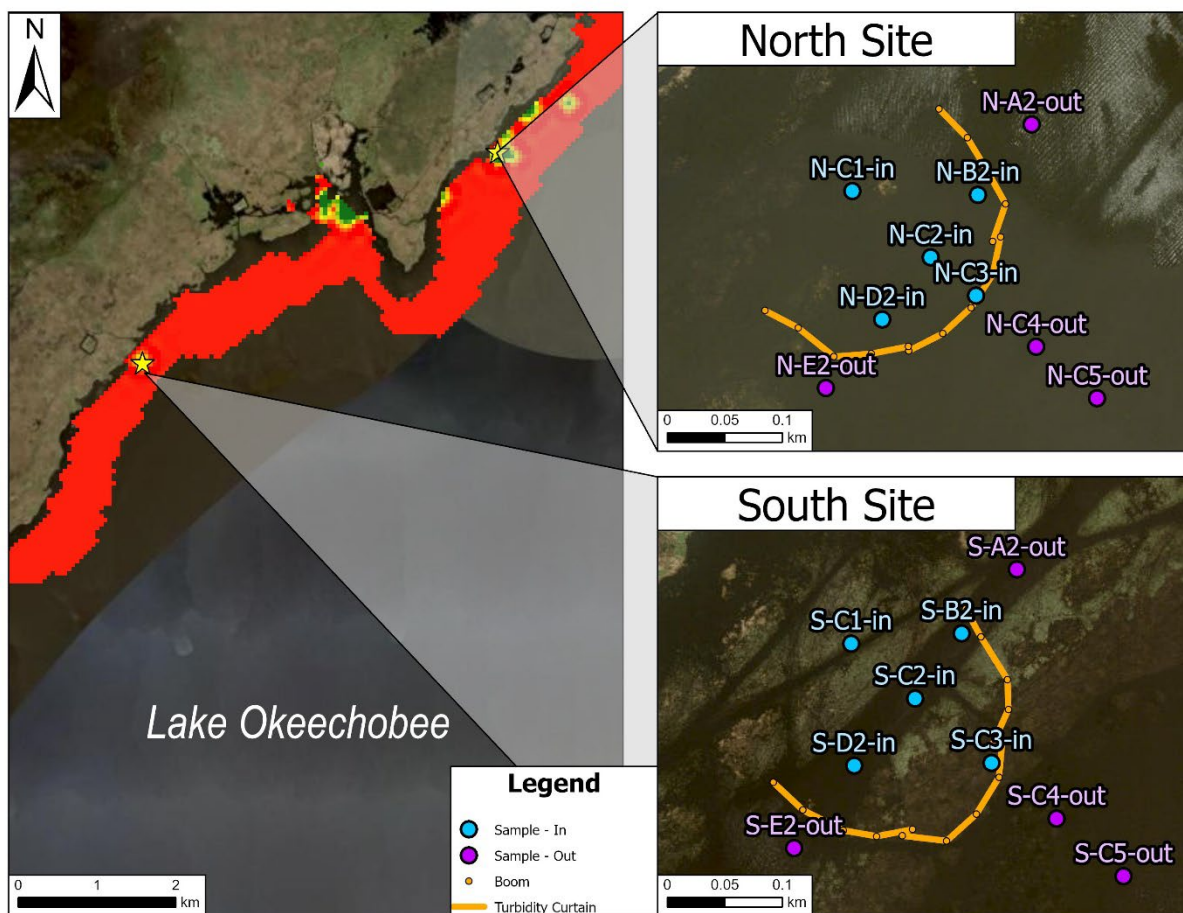 N
Lake Okeechobee
0 1 2
km
Legend
Sample - In
Sample - Out
Boom
Turbidity Curtain
North Site
N-A2-out
N-C1-in
N-B2-in
N-C2-in
N-C3-in
N-D2-in
N-C4-out
N-E2-out
N-C5-out
0 0.05 0.1
km
South Site
S-A2-out
S-B2-in
S-C1-in
S-C2-in
S-D2-in
S-C3-in
S-C4-out
S-E2-out
S-C5-out
0 0.05 0.1
km